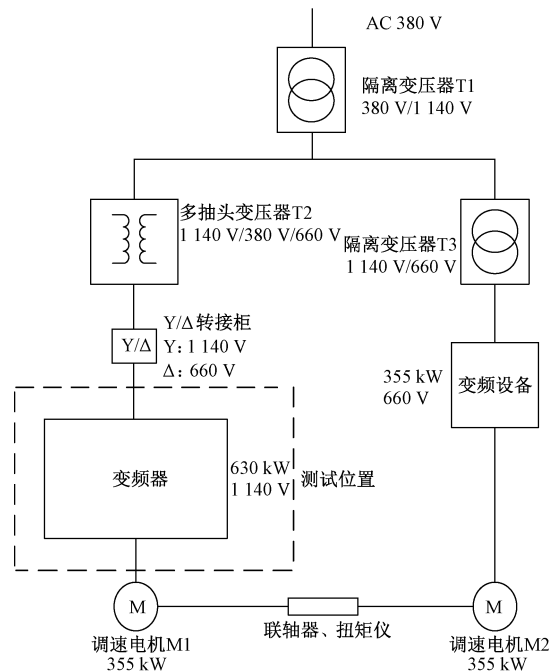 AC 380 V
隔离变压器T1
380 V/1 140 V
多抽头变压器T2
1 140 V/380 V/660 V
隔离变压器T3
1 140 V/660 V
Y/Δ转接柜
Y/Δ
Y: 1 140 V
Δ: 660 V
355 kW
660 V
变频设备
变频器
630 kW
1 140 V
测试位置
M
M
联轴器、扭矩仪
调速电机M1
355 kW
调速电机M2
355 kW